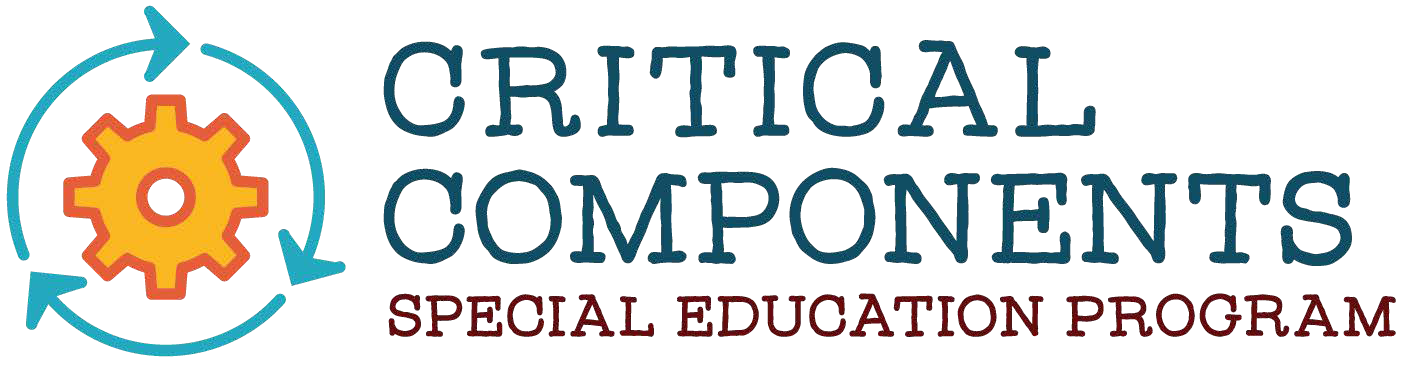 CRITICAL
COMPONENTS
SPECIAL EDUCATION PROGRAM